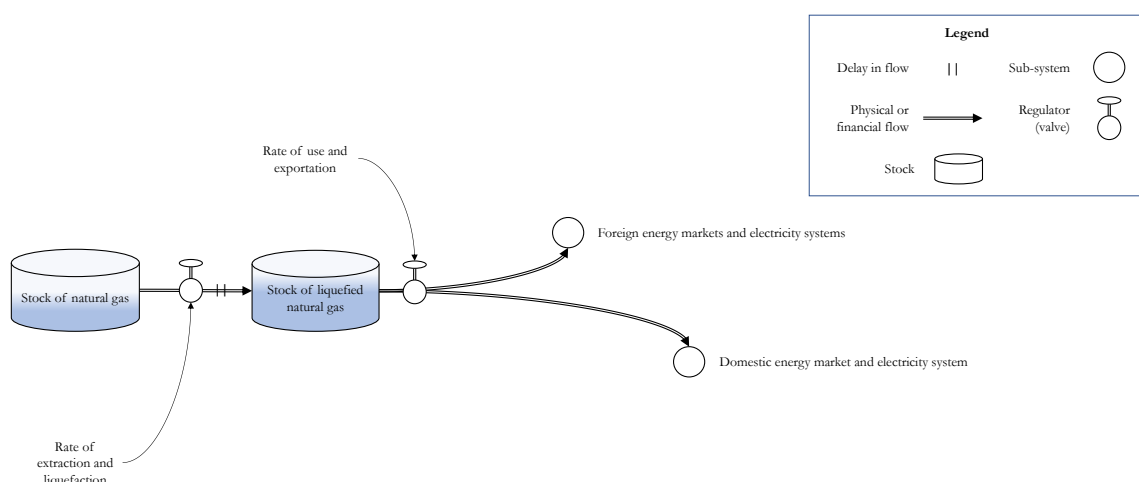 Legend
Delay in flow
Sub-system
Physical or
financial flow
Regulator
(valve)
Stock
Rate of use and
exportation
Foreign energy markets and electricity systems
Stock of natural gas
Stock of liquefied
natural gas
Domestic energy market and electricity system
Rate of
extraction and
liquefaction